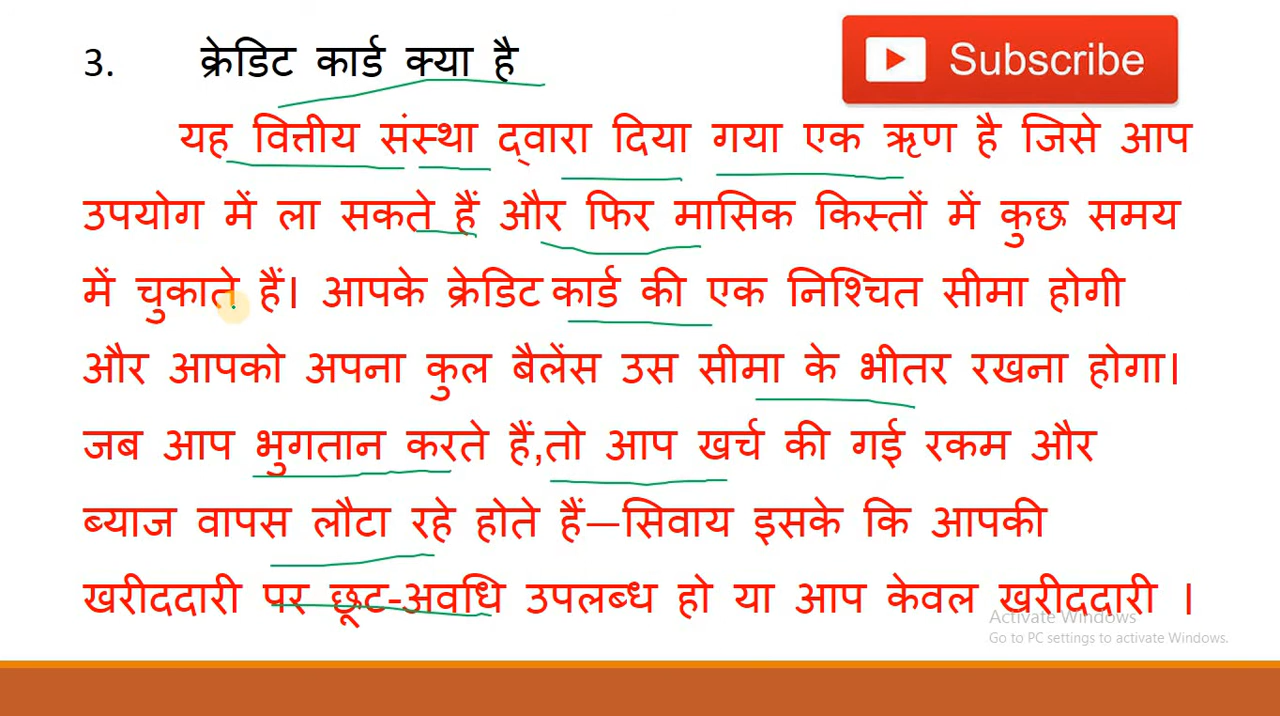 3. क्रेडिट कार्ड क्या है
Subscribe
यह वित्तीय संस्था द्वारा दिया गया एक ऋण है जिसे आप
उपयोग में ला सकते हैं और फिर मासिक किस्तों में कुछ समय
में चुकाते हैं। आपके क्रेडिट कार्ड की एक निश्चित सीमा होगी
और आपको अपना कुल बैलेंस उस सीमा के भीतर रखना होगा।
जब आप भुगतान करते हैं,तो आप खर्च की गई रकम और
ब्याज वापस लौटा रहे होते हैं—सिवाय इसके कि आपकी
खरीददारी पर छूट-अवधि उपलब्ध हो या आप केवल खरीददारी ।
Activate Windows
Go to PC settings to activate Windows.